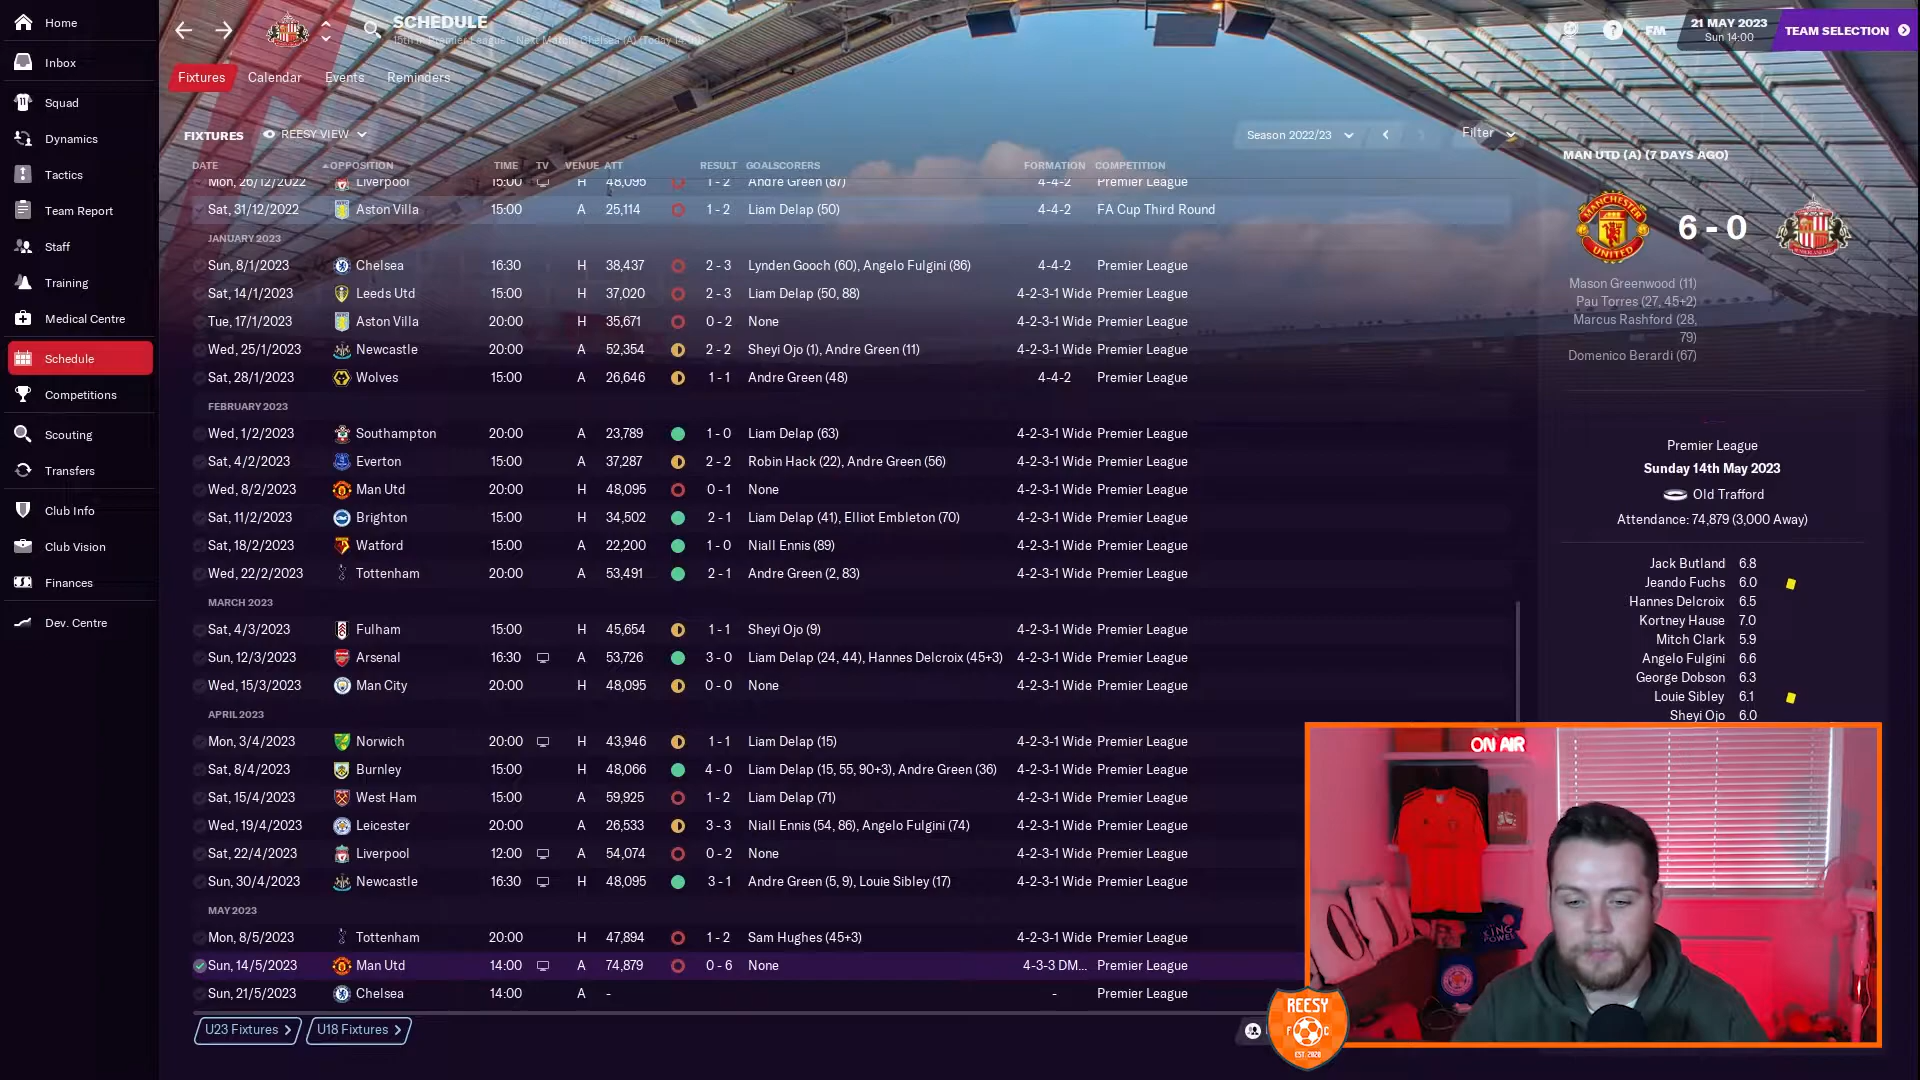 Home
Inbox
Squad
Dynamics
Tactics
Team Report
Staff
Training
Medical Centre
Schedule
Competitions
Scouting
Transfers
Club Info
Club Vision
Finances
Dev. Centre
SCHEDULE
15th in Premier League - Next Match: Chelsea (A) (Today 14:00)
FM
21 MAY 2023
Sun 14:00
TEAM SELECTION
Fixtures Calendar Events Reminders
FIXTURES REESY VIEW
Season 2022/23 Filter
DATE OPPOSITION TIME TV VENUE ATT RESULT GOALSCORERS FORMATION COMPETITION
Mon, 26/12/2022 Liverpool 15:00 H 48,095 1 - 2 Andre Green (87) 4-4-2 Premier League
Sat, 31/12/2022 Aston Villa 15:00 A 25,114 1 - 2 Liam Delap (50) 4-4-2 FA Cup Third Round
JANUARY 2023
Sun, 8/1/2023 Chelsea 16:30 H 38,437 2 - 3 Lynden Gooch (60), Angelo Fulgini (86) 4-4-2 Premier League
Sat, 14/1/2023 Leeds Utd 15:00 H 37,020 2 - 3 Liam Delap (50, 88) 4-2-3-1 Wide Premier League
Tue, 17/1/2023 Aston Villa 20:00 H 35,671 0 - 2 None 4-2-3-1 Wide Premier League
Wed, 25/1/2023 Newcastle 20:00 A 52,354 2 - 2 Sheyi Ojo (1), Andre Green (11) 4-2-3-1 Wide Premier League
Sat, 28/1/2023 Wolves 15:00 A 26,646 1 - 1 Andre Green (48) 4-4-2 Premier League
FEBRUARY 2023
Wed, 1/2/2023 Southampton 20:00 A 23,789 1 - 0 Liam Delap (63) 4-2-3-1 Wide Premier League
Sat, 4/2/2023 Everton 15:00 A 37,287 2 - 2 Robin Hack (22), Andre Green (56) 4-2-3-1 Wide Premier League
Wed, 8/2/2023 Man Utd 20:00 H 48,095 0 - 1 None 4-2-3-1 Wide Premier League
Sat, 11/2/2023 Brighton 15:00 H 34,502 2 - 1 Liam Delap (41), Elliot Embleton (70) 4-2-3-1 Wide Premier League
Sat, 18/2/2023 Watford 15:00 A 22,200 1 - 0 Niall Ennis (89) 4-2-3-1 Wide Premier League
Wed, 22/2/2023 Tottenham 20:00 A 53,491 2 - 1 Andre Green (2, 83) 4-2-3-1 Wide Premier League
MARCH 2023
Sat, 4/3/2023 Fulham 15:00 H 45,654 1 - 1 Sheyi Ojo (9) 4-2-3-1 Wide Premier League
Sun, 12/3/2023 Arsenal 16:30 A 53,726 3 - 0 Liam Delap (24, 44), Hannes Delcroix (45+3) 4-2-3-1 Wide Premier League
Wed, 15/3/2023 Man City 20:00 H 48,095 0 - 0 None 4-2-3-1 Wide Premier League
APRIL 2023
Mon, 3/4/2023 Norwich 20:00 H 43,946 1 - 1 Liam Delap (15) 4-2-3-1 Wide Premier League
Sat, 8/4/2023 Burnley 15:00 H 48,066 4 - 0 Liam Delap (15, 55, 90+3), Andre Green (36) 4-2-3-1 Wide Premier League
Sat, 15/4/2023 West Ham 15:00 A 59,925 1 - 2 Liam Delap (71) 4-2-3-1 Wide Premier League
Wed, 19/4/2023 Leicester 20:00 A 26,533 3 - 3 Niall Ennis (54, 86), Angelo Fulgini (74) 4-2-3-1 Wide Premier League
Sat, 22/4/2023 Liverpool 12:00 A 54,074 0 - 2 None 4-2-3-1 Wide Premier League
Sun, 30/4/2023 Newcastle 16:30 H 48,095 3 - 1 Andre Green (5, 9), Louie Sibley (17) 4-2-3-1 Wide Premier League
MAY 2023
Mon, 8/5/2023 Tottenham 20:00 H 47,894 1 - 2 Sam Hughes (45+3) 4-2-3-1 Wide Premier League
Sun, 14/5/2023 Man Utd 14:00 A 74,879 0 - 6 None 4-3-3 DM... Premier League
Sun, 21/5/2023 Chelsea 14:00 A - - Premier League
U23 Fixtures U18 Fixtures
MAN UTD (A) (7 DAYS AGO)
6 - 0
Mason Greenwood (11)
Pau Torres (27, 45+2)
Marcus Rashford (28,
79)
Domenico Berardi (67)
Premier League
Sunday 14th May 2023
Old Trafford
Attendance: 74,879 (3,000 Away)
Jack Butland 6.8
Jeando Fuchs 6.0
Hannes Delcroix 6.5
Kortney Hause 7.0
Mitch Clark 5.9
Angelo Fulgini 6.6
George Dobson 6.3
Louie Sibley 6.1
Sheyi Ojo 6.0
ON AIR
KING
POWER
REESY
F C
EST 2020